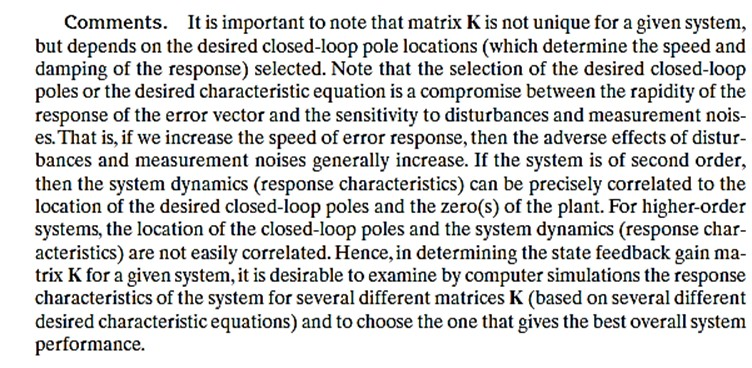 Comments. It is important to note that matrix K is not unique for a given system,
but depends on the desired closed-loop pole locations (which determine the speed and
damping of the response) selected. Note that the selection of the desired closed-loop
poles or the desired characteristic equation is a compromise between the rapidity of the
response of the error vector and the sensitivity to disturbances and measurement nois-
es. That is, if we increase the speed of error response, then the adverse effects of distur-
bances and measurement noises generally increase. If the system is of second order,
then the system dynamics (response characteristics) can be precisely correlated to the
location of the desired closed-loop poles and the zero(s) of the plant. For higher-order
systems, the location of the closed-loop poles and the system dynamics (response char-
acteristics) are not easily correlated. Hence, in determining the state feedback gain ma-
trix K for a given system, it is desirable to examine by computer simulations the response
characteristics of the system for several different matrices K (based on several different
desired characteristic equations) and to choose the one that gives the best overall system
performance.